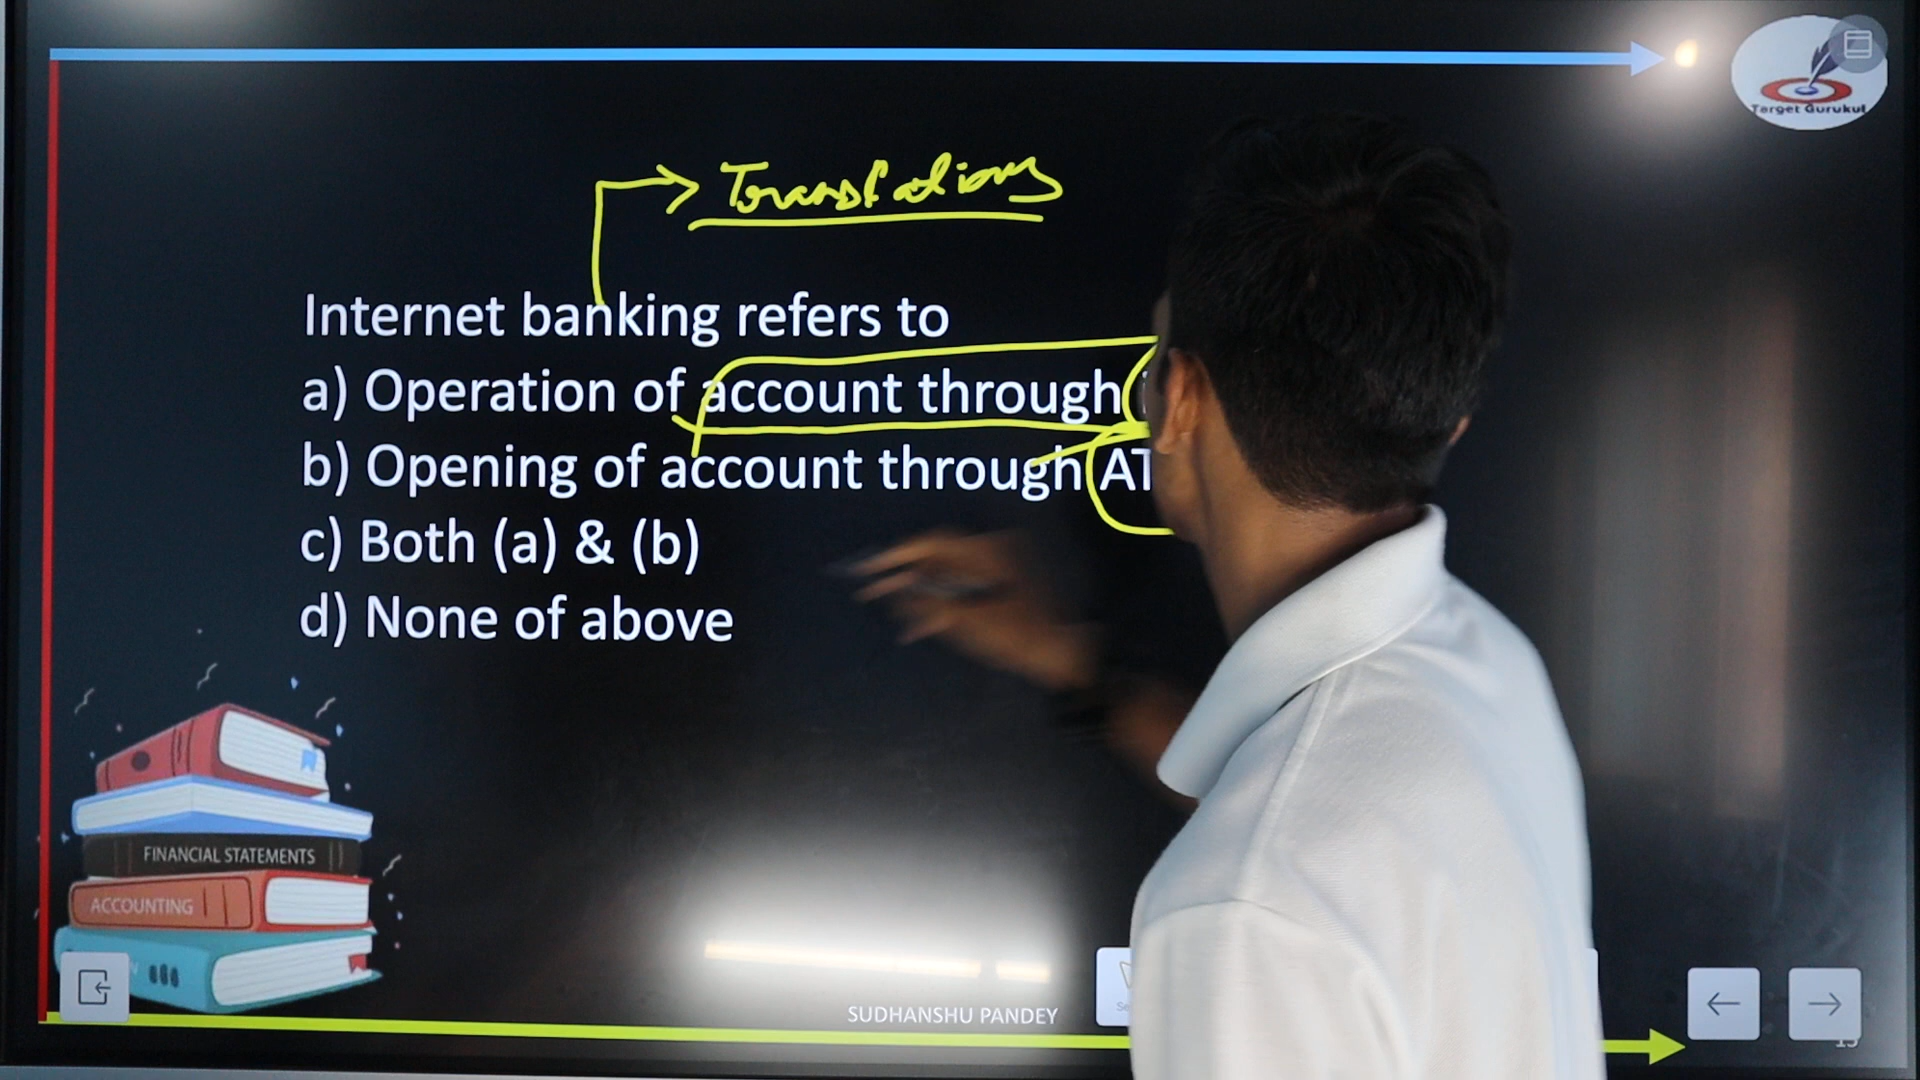 Target Gurukul
Internet banking refers to
a) Operation of account through
b) Opening of account through AT
c) Both (a) & (b)
d) None of above
FINANCIAL STATEMENTS
ACCOUNTING
SUDHANSHU PANDEY